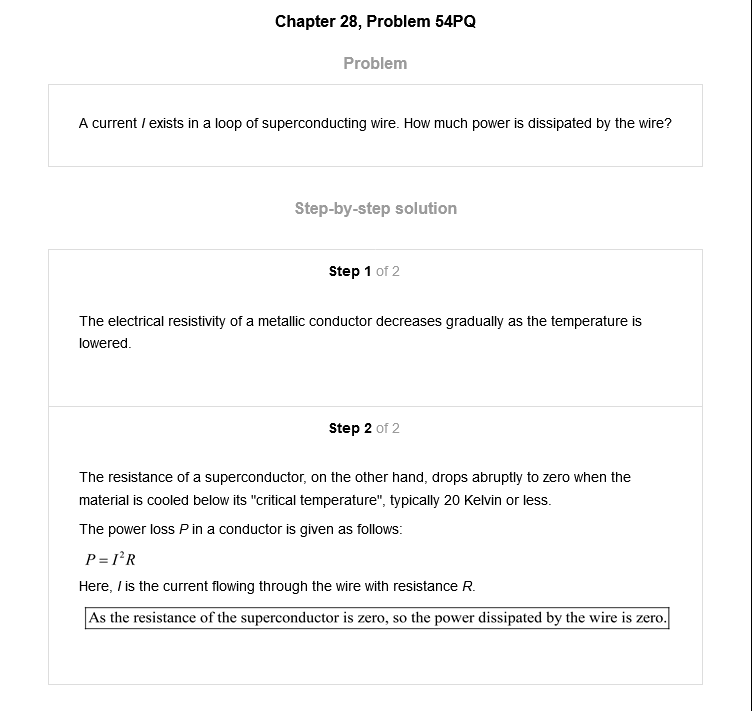 Chapter 28, Problem 54PQ
Problem
A current I exists in a loop of superconducting wire. How much power is dissipated by the wire?
Step-by-step solution
Step 1 of 2
The electrical resistivity of a metallic conductor decreases gradually as the temperature is
lowered.
Step 2 of 2
The resistance of a superconductor, on the other hand, drops abruptly to zero when the
material is cooled below its "critical temperature", typically 20 Kelvin or less.
The power loss P in a conductor is given as follows:
P = I²R
Here, I is the current flowing through the wire with resistance R.
As the resistance of the superconductor is zero, so the power dissipated by the wire is zero.